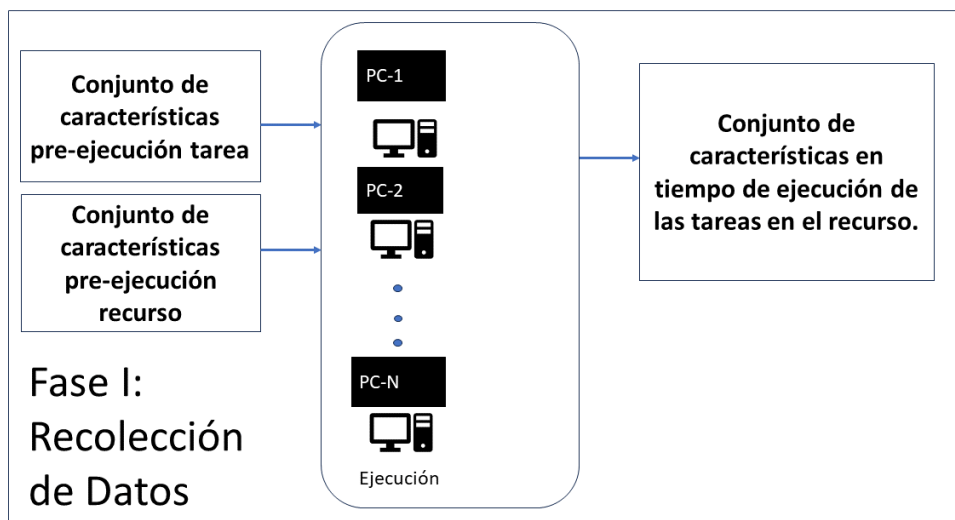 Conjunto de
características
pre-ejecución tarea
Conjunto de
características
pre-ejecución
recurso
Fase I:
Recolección
de Datos
PC-1
PC-2
PC-N
Ejecución
Conjunto de
características en
tiempo de ejecución de
las tareas en el recurso.